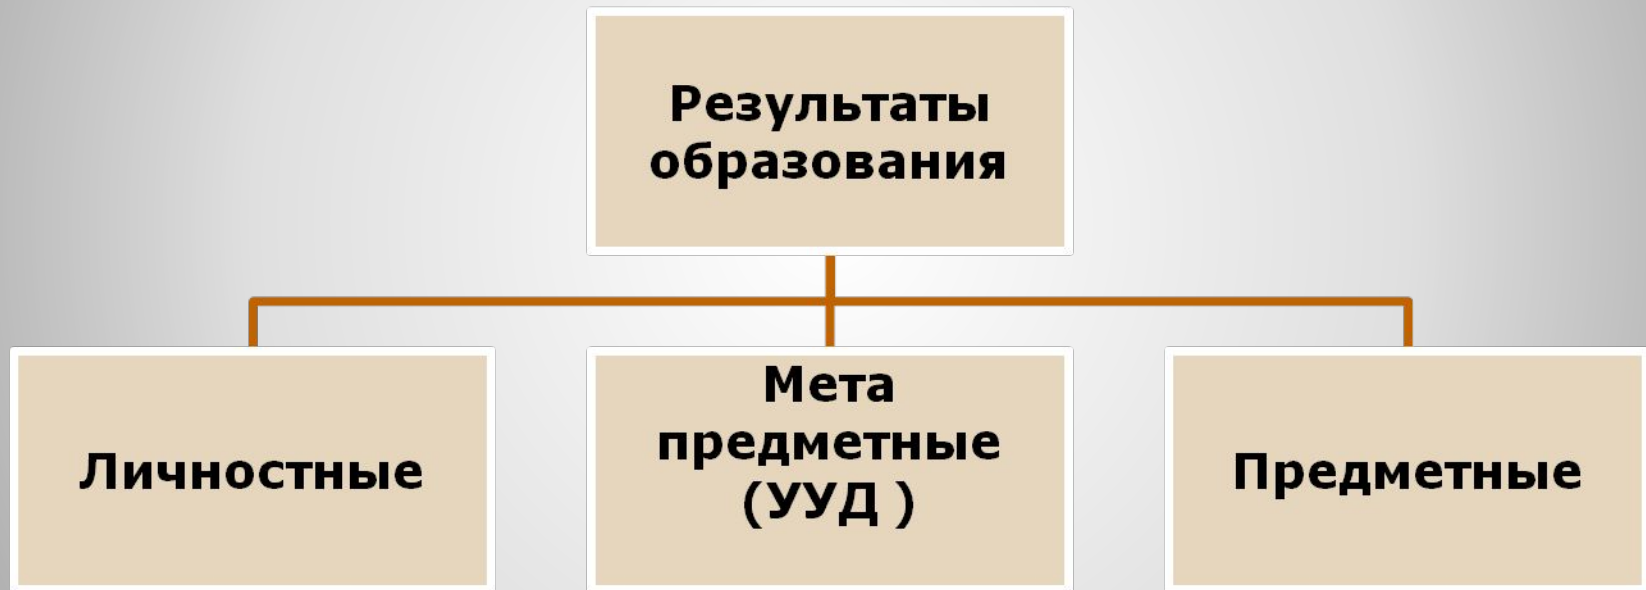 Результаты
образования
Личностные
Мета
предметные
(УУД )
Предметные